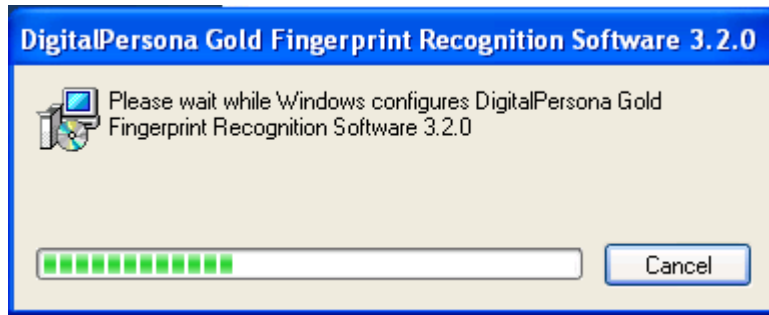 DigitalPersona Gold Fingerprint Recognition Software 3.2.0
Please wait while Windows configures DigitalPersona Gold
Fingerprint Recognition Software 3.2.0
Cancel